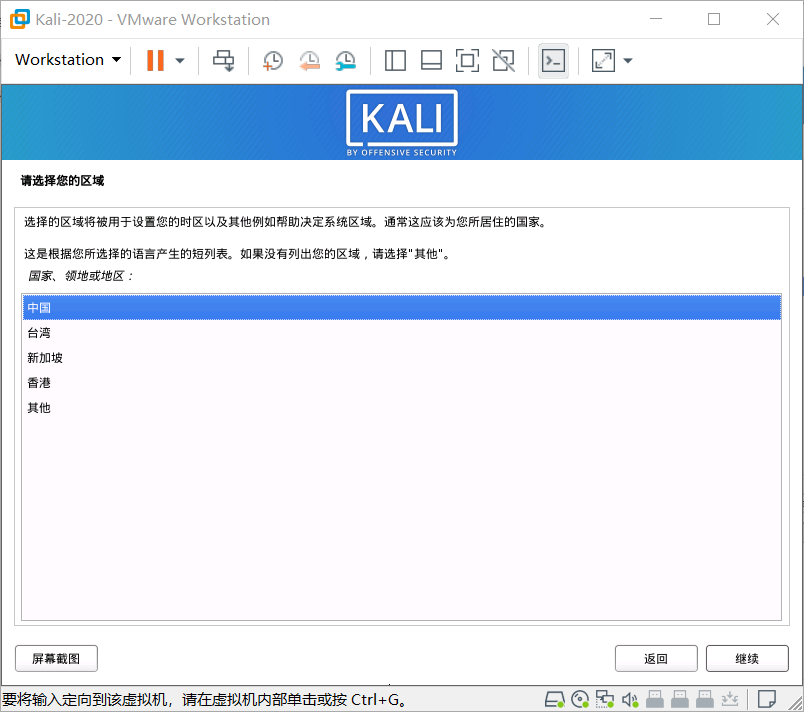 Kali-2020 - VMware Workstation
Workstation
KALI
BY OFFENSIVE SECURITY
请选择您的区域
选择的区域将被用于设置您的时区以及其他例如帮助决定系统区域。通常这应该为您所居住的国家。
这是根据您所选择的语言产生的短列表。如果没有列出您的区域，请选择"其他"。
国家、领地或地区：
中国
台湾
新加坡
香港
其他
屏幕截图
返回
继续
要将输入定向到该虚拟机，请在虚拟机内部单击或按 Ctrl+G。